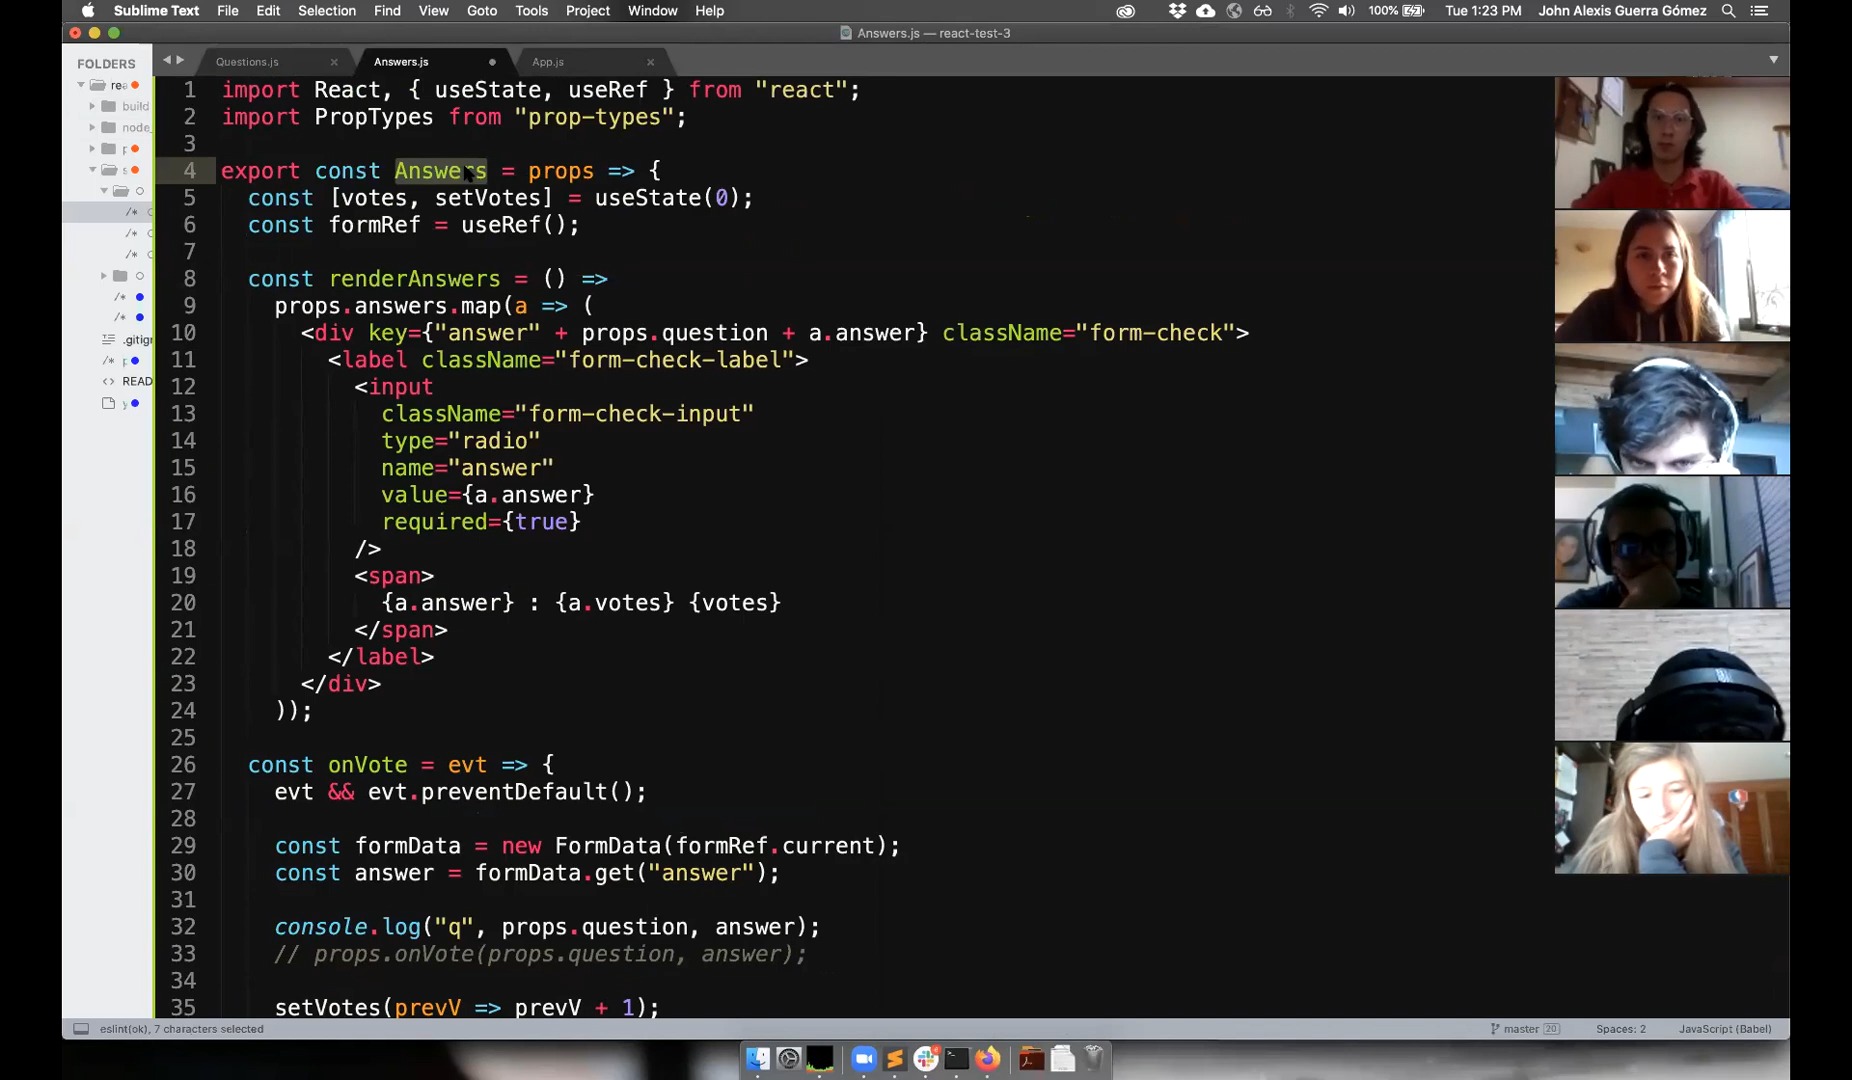 Sublime Text File Edit Selection Find View Goto Tools Project Window Help 100% Tue 1:23 PM John Alexis Guerra Gómez
Answers.js — react-test-3
FOLDERS
Questions.js
Answers.js
App.js
rea
build
node_
p
s
.gitign
p
READ
y
1 import React, { useState, useRef } from "react";
2 import PropTypes from "prop-types";
3
4 export const Answers = props => {
5 const [votes, setVotes] = useState(0);
6 const formRef = useRef();
7
8 const renderAnswers = () =>
9 props.answers.map(a => (
10 <div key={"answer" + props.question + a.answer} className="form-check">
11 <label className="form-check-label">
12 <input
13 className="form-check-input"
14 type="radio"
15 name="answer"
16 value={a.answer}
17 required={true}
18 />
19 <span>
20 {a.answer} : {a.votes} {votes}
21 </span>
22 </label>
23 </div>
24 ));
25
26 const onVote = evt => {
27 evt && evt.preventDefault();
28
29 const formData = new FormData(formRef.current);
30 const answer = formData.get("answer");
31
32 console.log("q", props.question, answer);
33 // props.onVote(props.question, answer);
34
35 setVotes(prevV => prevV + 1);
eslint(ok), 7 characters selected
master 20
Spaces: 2
JavaScript (Babel)